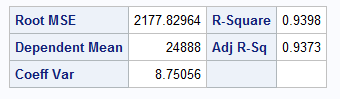 Root MSE 2177.82964 R-Square 0.9398
Dependent Mean 24888 Adj R-Sq 0.9373
Coeff Var 8.75056